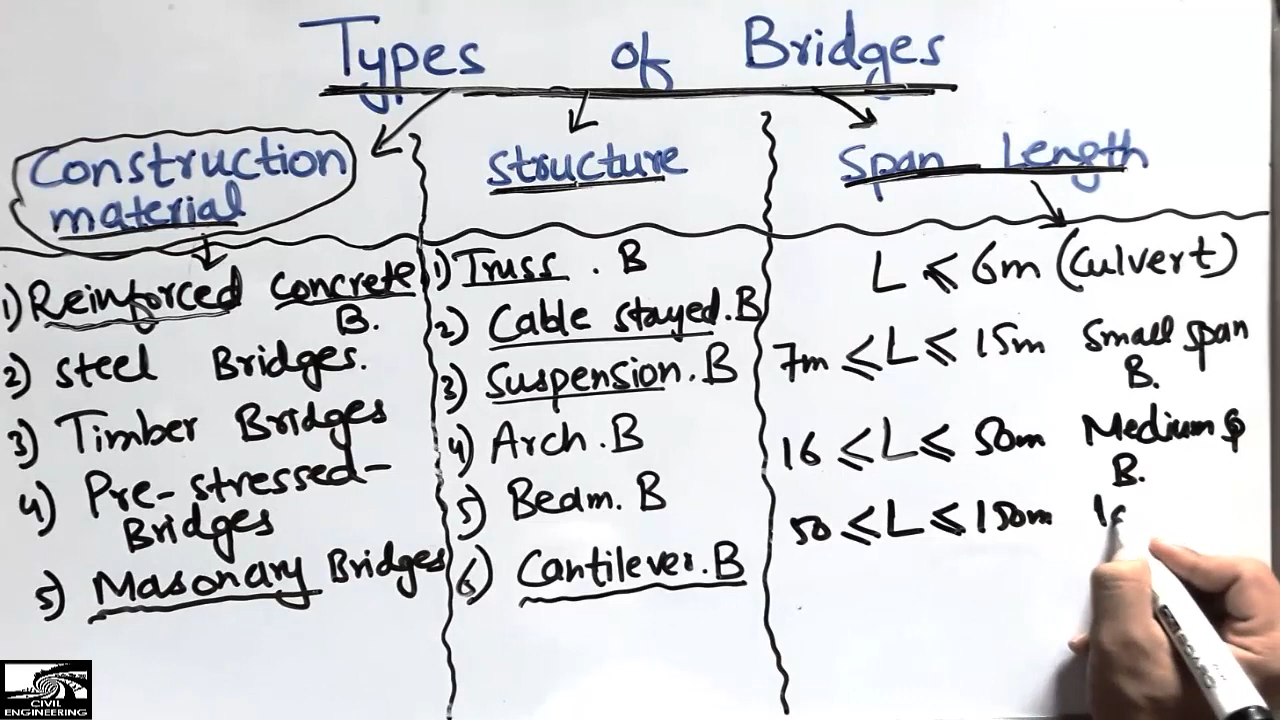 Types of Bridges
Construction
material
1) Reinforced Concrete
B.
2) Steel Bridges.
3) Timber Bridges
4) Pre-stressed-
Bridges
5) Masonary Bridges
Structure
1) Truss . B
2) Cable stayed . B
3) Suspension . B
4) Arch . B
5) Beam . B
6) Cantilever . B
Span Length
L ≤ 6m (Culvert)
7m ≤ L ≤ 15m Small span
B.
16 ≤ L ≤ 50m Medium
B.
50 ≤ L ≤ 150m
CIVIL
ENGINEERING